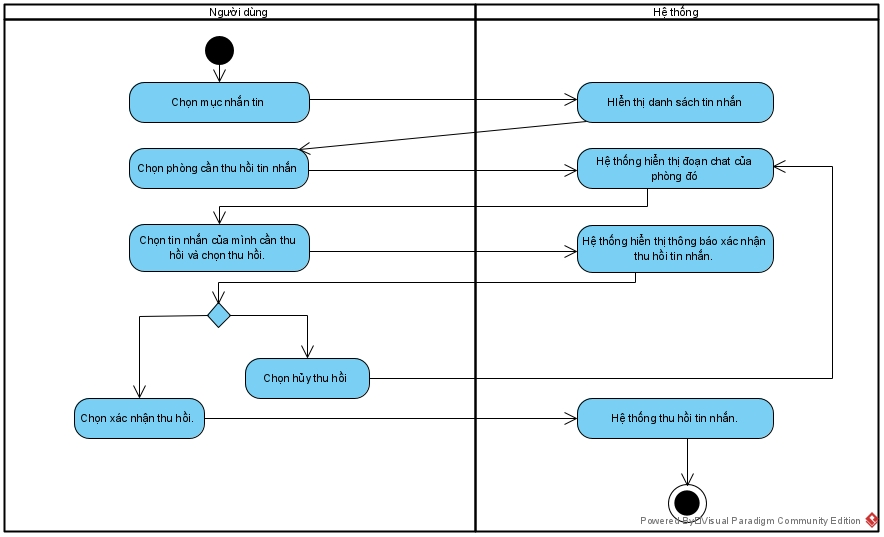 Người dùng
Hệ thống
Chọn mục nhắn tin
HIển thị danh sách tin nhắn
Chọn phòng cần thu hồi tin nhắn
Hệ thống hiển thị đoạn chat của
phòng đó
Chọn tin nhắn của mình cần thu
hồi và chọn thu hồi.
Hệ thống hiển thị thông báo xác nhận
thu hồi tin nhắn.
Chọn hủy thu hồi
Chọn xác nhận thu hồi.
Hệ thống thu hồi tin nhắn.
Powered By Visual Paradigm Community Edition